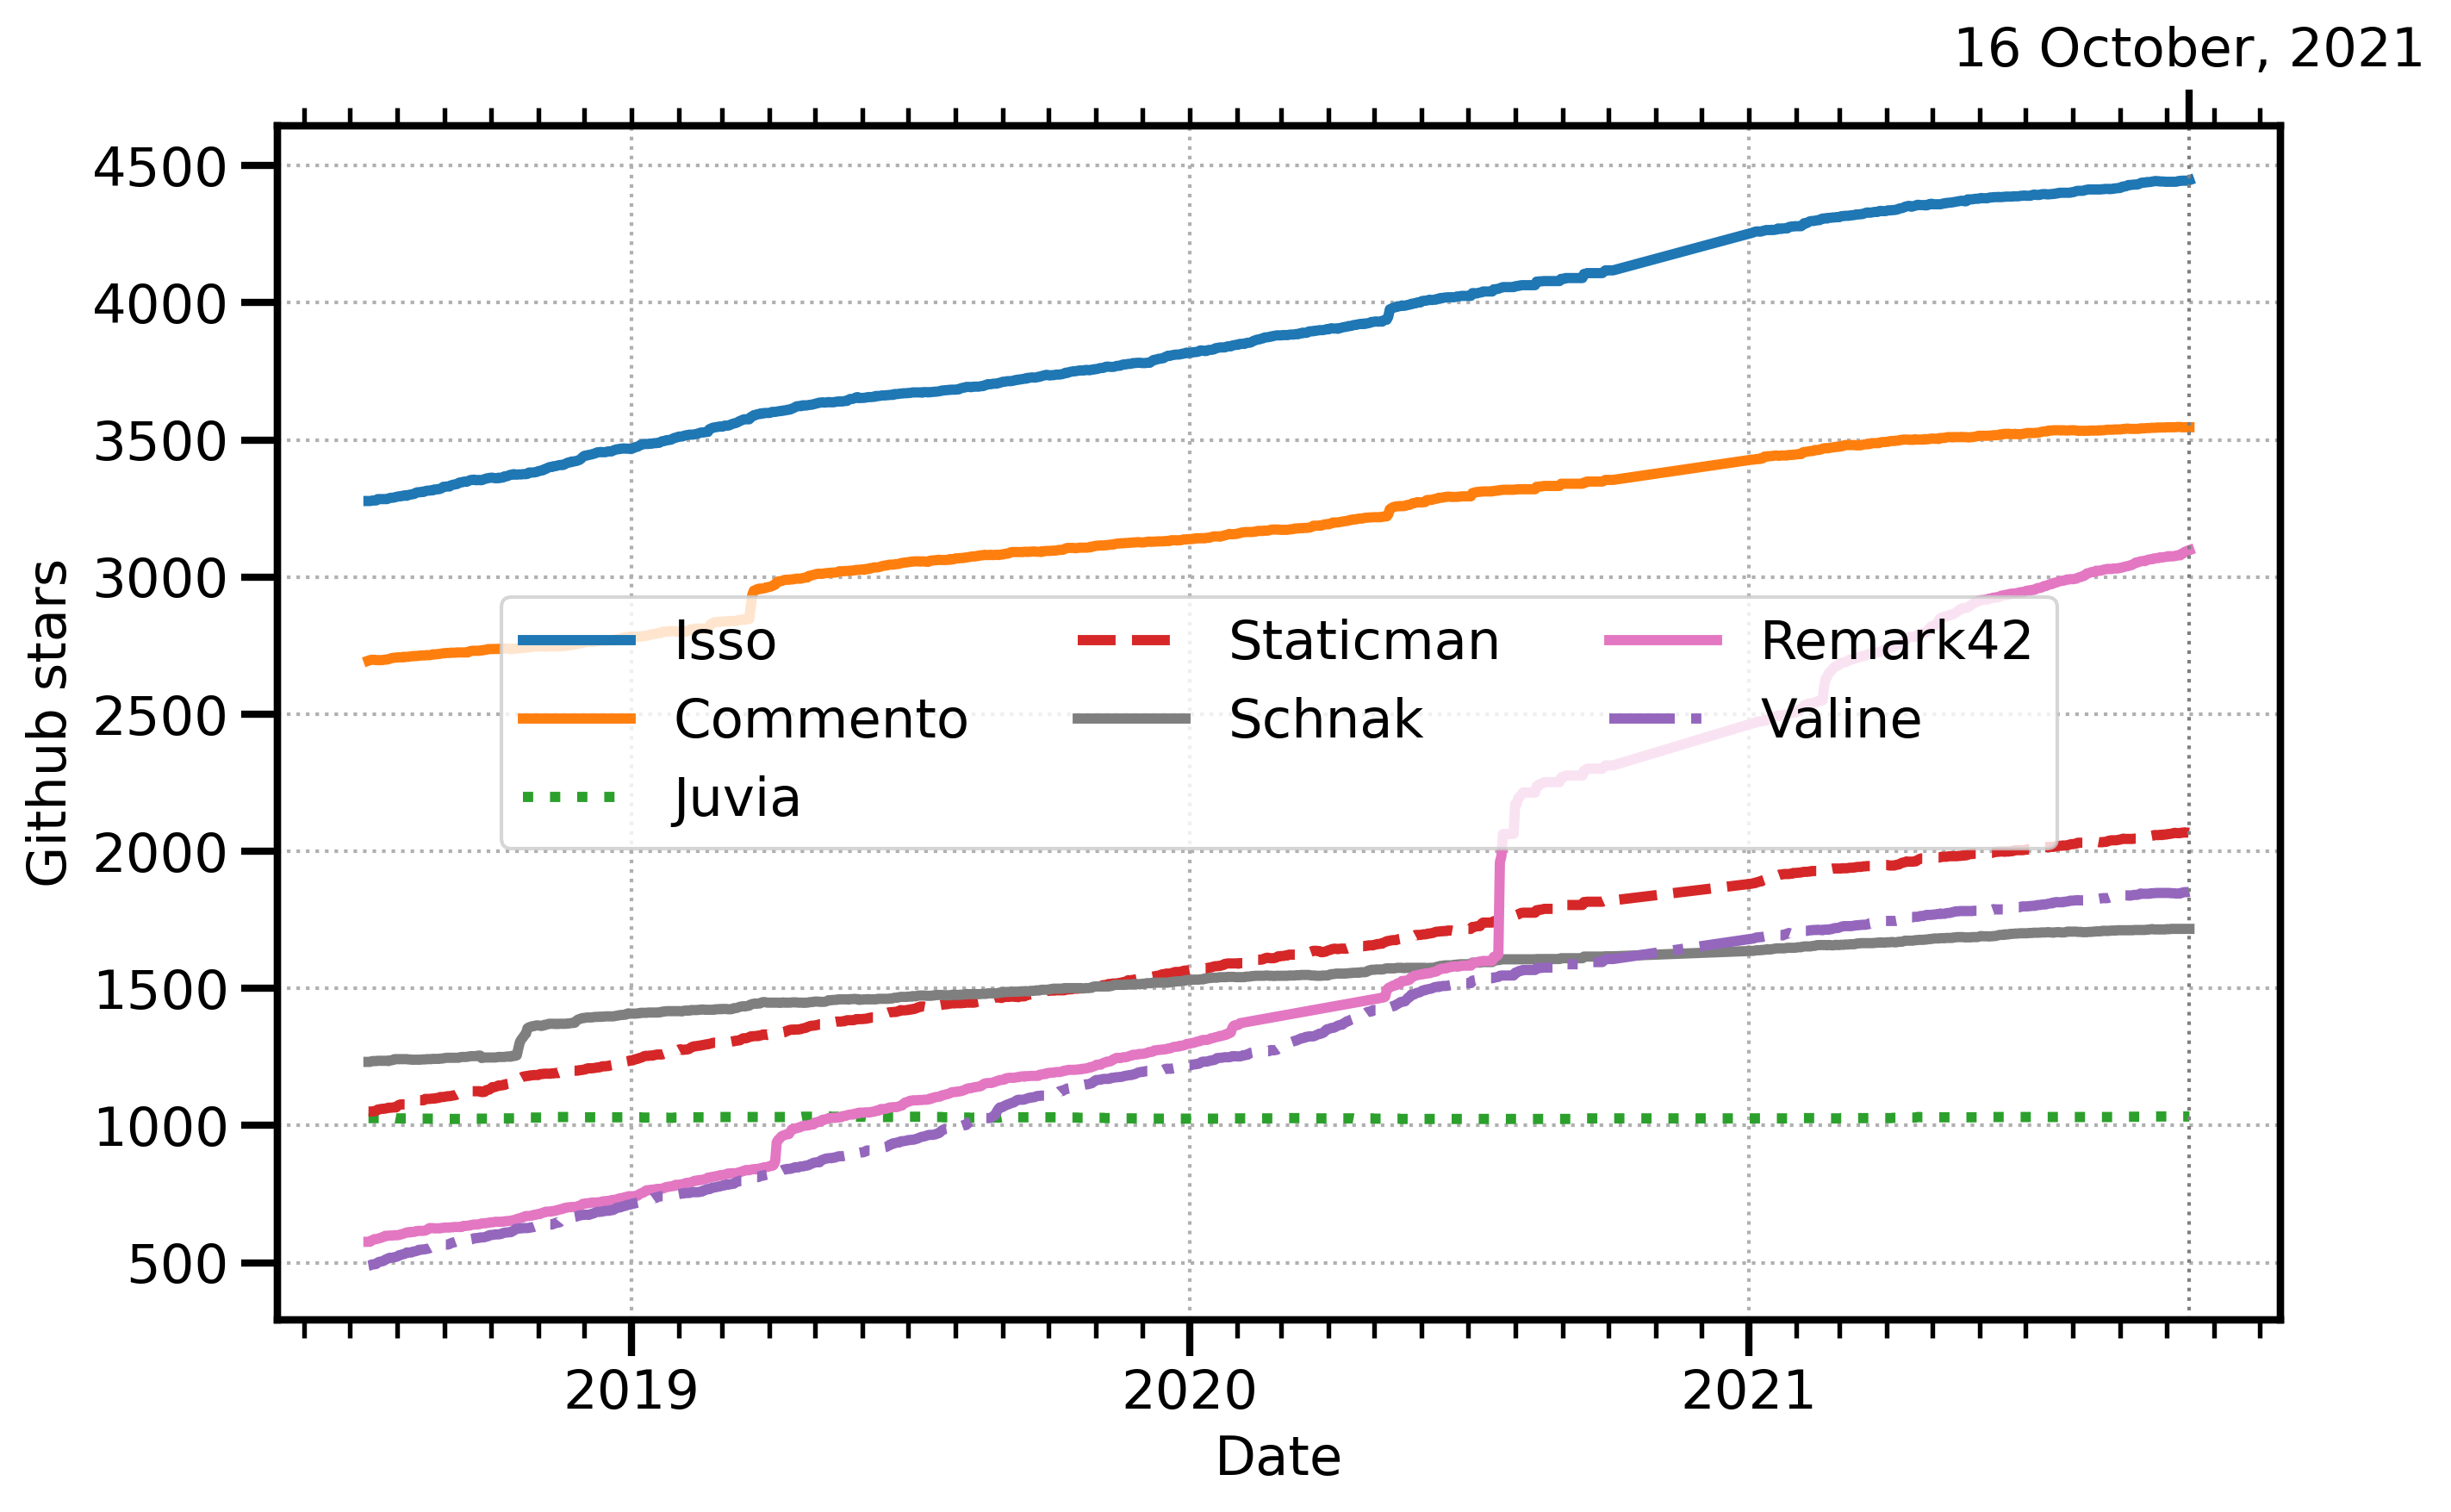 16 October, 2021
4500
4000
3500
3000
2500
2000
1500
1000
500
Github stars
Isso
Commento
Juvia
Staticman
Schnak
Remark42
Valine
2019
2020
2021
Date